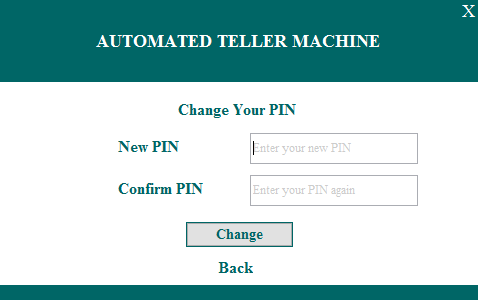 X
AUTOMATED TELLER MACHINE
Change Your PIN
New PIN
Enter your new PIN
Confirm PIN
Enter your PIN again
Change
Back